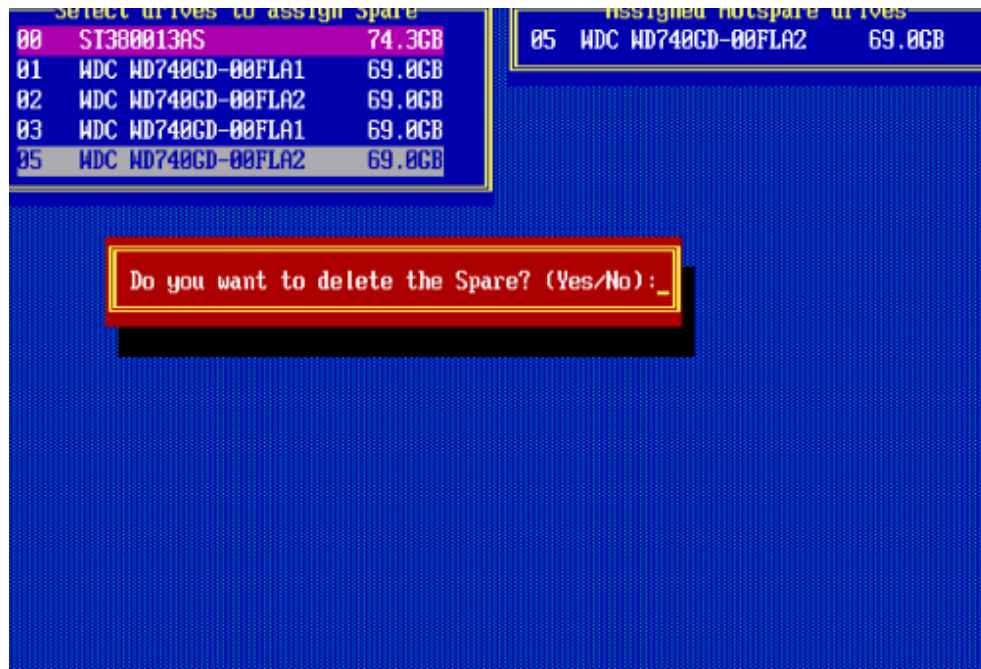 Select drives to assign Spare
00 ST380013AS 74.3GB
01 WDC WD740GD-00FLA1 69.0GB
02 WDC WD740GD-00FLA2 69.0GB
03 WDC WD740GD-00FLA1 69.0GB
05 WDC WD740GD-00FLA2 69.0GB
Assigned Hotspare drives
05 WDC WD740GD-00FLA2 69.0GB
Do you want to delete the Spare? (Yes/No):_